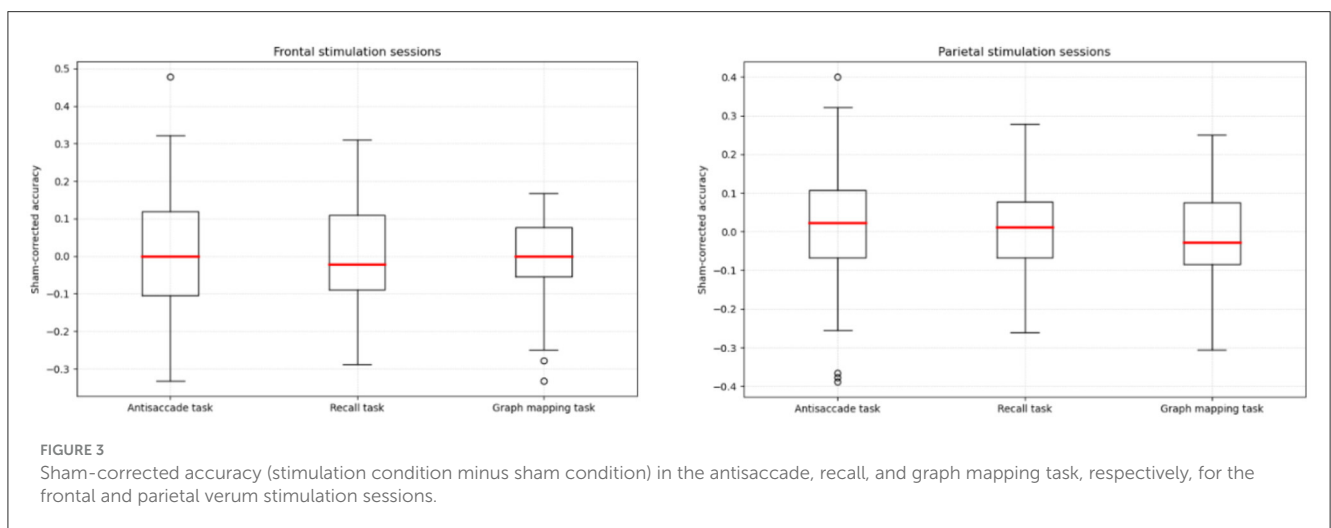 Frontal stimulation sessions
Sham-corrected accuracy
0.5
0.4
0.3
0.2
0.1
0.0
−0.1
−0.2
−0.3
Antisaccade task
Recall task
Graph mapping task
Parietal stimulation sessions
Sham-corrected accuracy
0.4
0.3
0.2
0.1
0.0
−0.1
−0.2
−0.3
−0.4
Antisaccade task
Recall task
Graph mapping task
FIGURE 3
Sham-corrected accuracy (stimulation condition minus sham condition) in the antisaccade, recall, and graph mapping task, respectively, for the
frontal and parietal verum stimulation sessions.